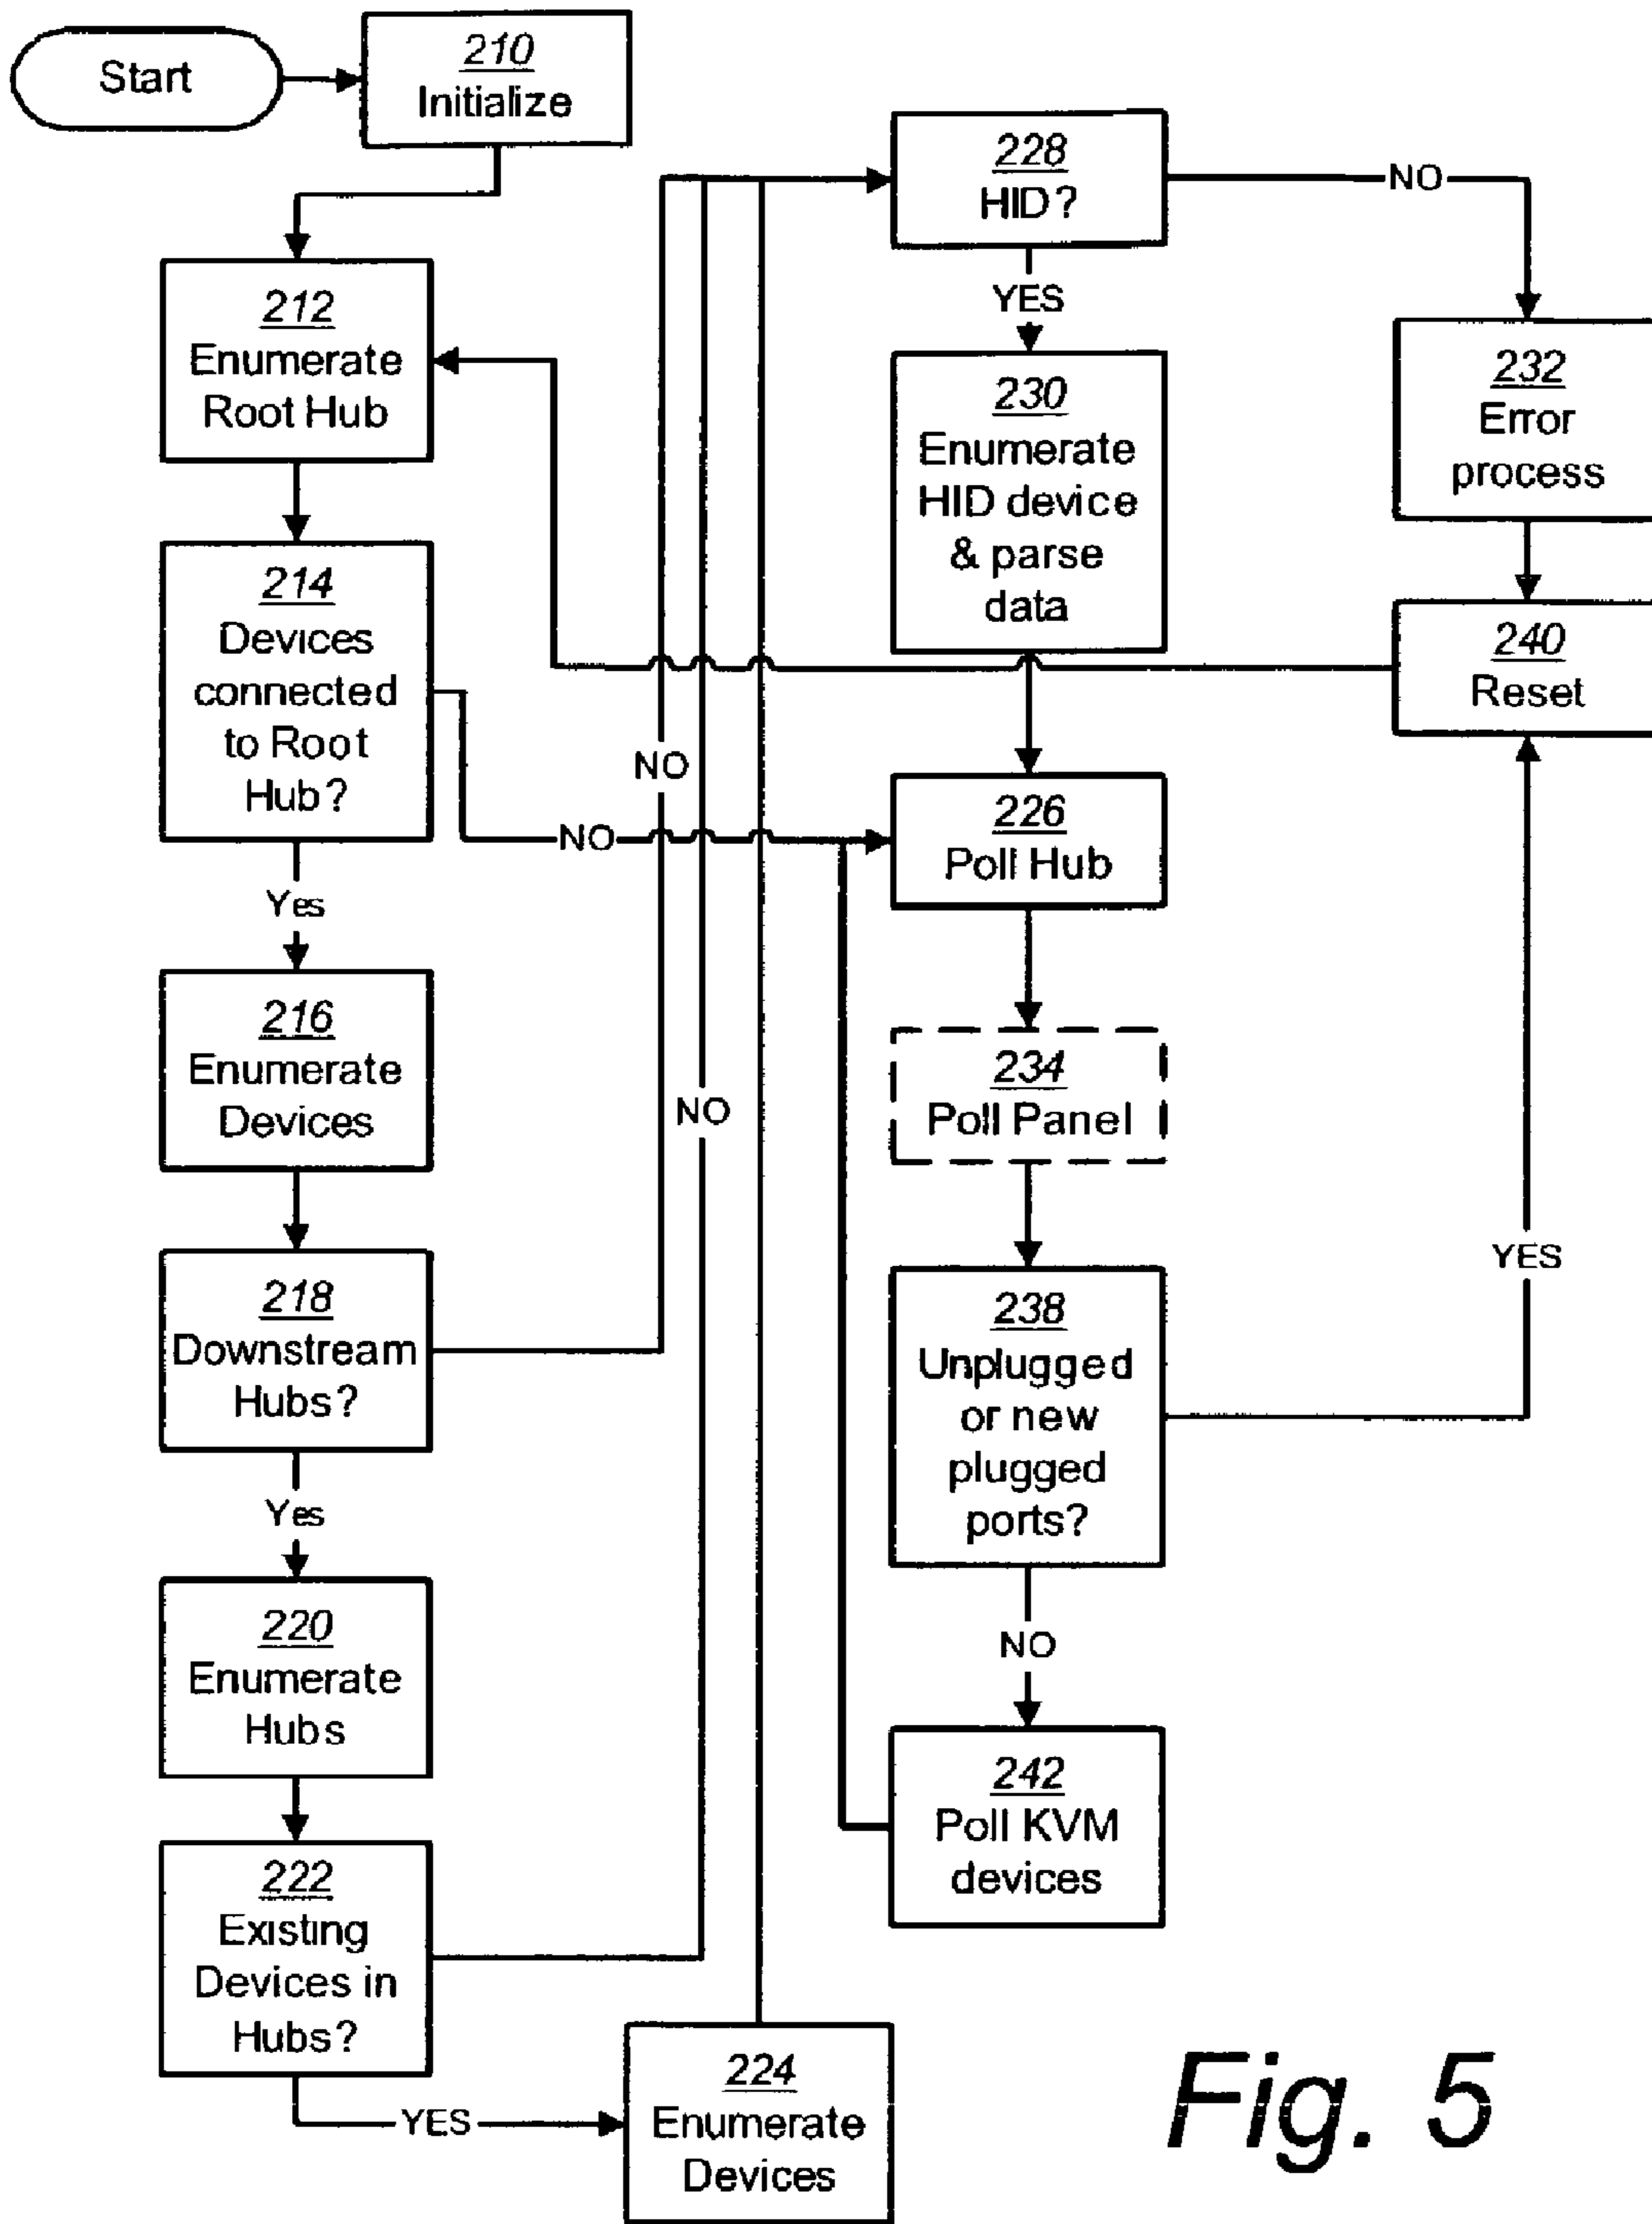 Start
210
Initialize
212
Enumerate
Root Hub
214
Devices
connected
to Root
Hub?
NO
Yes
216
Enumerate
Devices
218
Downstream
Hubs?
NO
Yes
220
Enumerate
Hubs
222
Existing
Devices in
Hubs?
NO
YES
224
Enumerate
Devices
228
HID?
NO
YES
230
Enumerate
HID device
& parse
data
232
Error
process
240
Reset
226
Poll Hub
234
Poll Panel
238
Unplugged
or new
plugged
ports?
YES
NO
242
Poll KVM
devices
Fig. 5